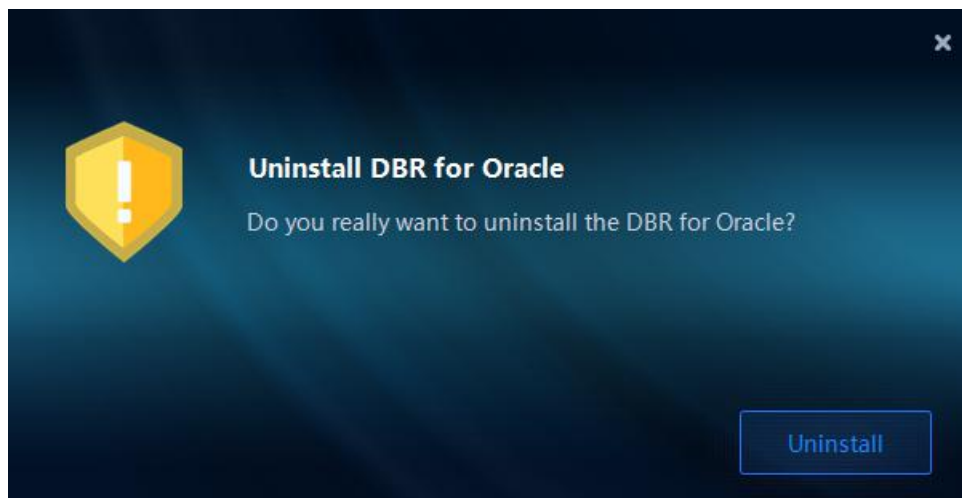 Uninstall DBR for Oracle
Do you really want to uninstall the DBR for Oracle?
Uninstall